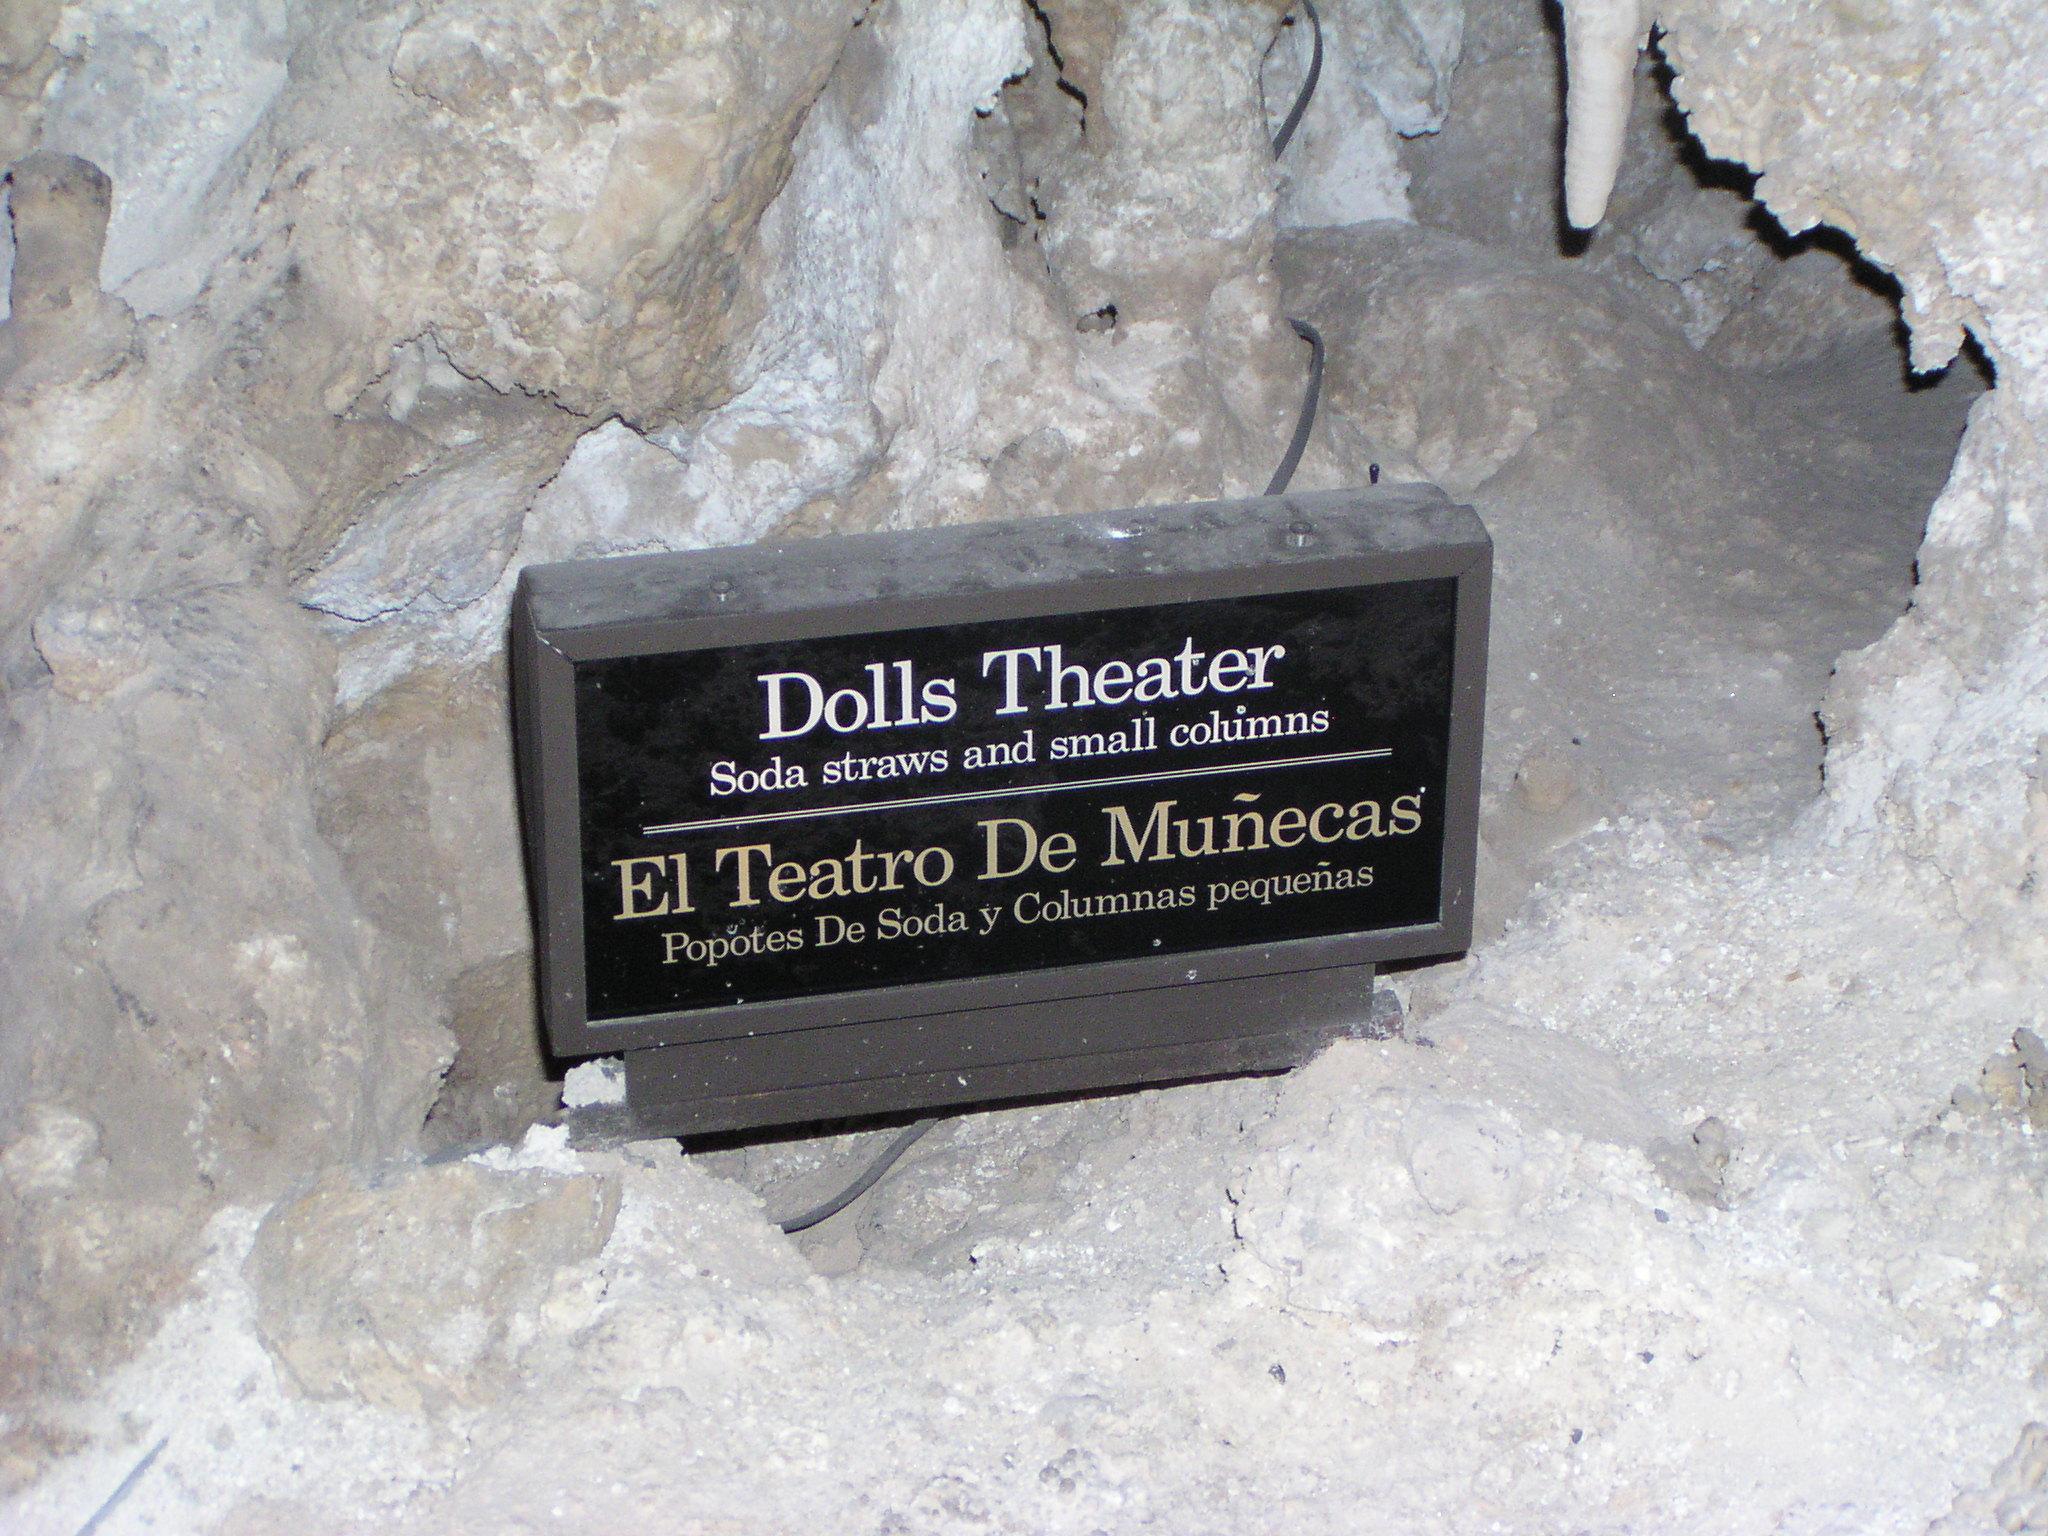 Dolls Theater
Soda straws and small columns
El Teatro De Muñecas
Popotes De Soda y Columnas pequeñas